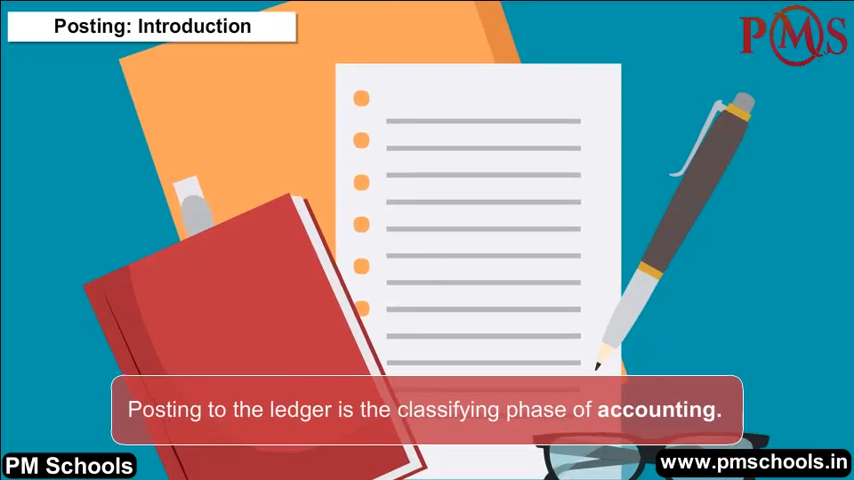 Posting: Introduction
PMS
Posting to the ledger is the classifying phase of accounting.
PM Schools
www.pmschools.in